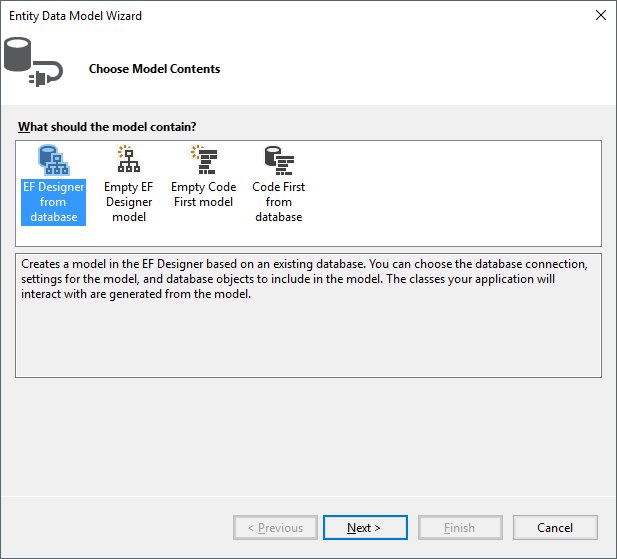 Entity Data Model Wizard
Choose Model Contents
What should the model contain?
EF Designer from database
Empty EF Designer model
Empty Code First model
Code First from database
Creates a model in the EF Designer based on an existing database. You can choose the database connection,
settings for the model, and database objects to include in the model. The classes your application will
interact with are generated from the model.
< Previous
Next >
Finish
Cancel